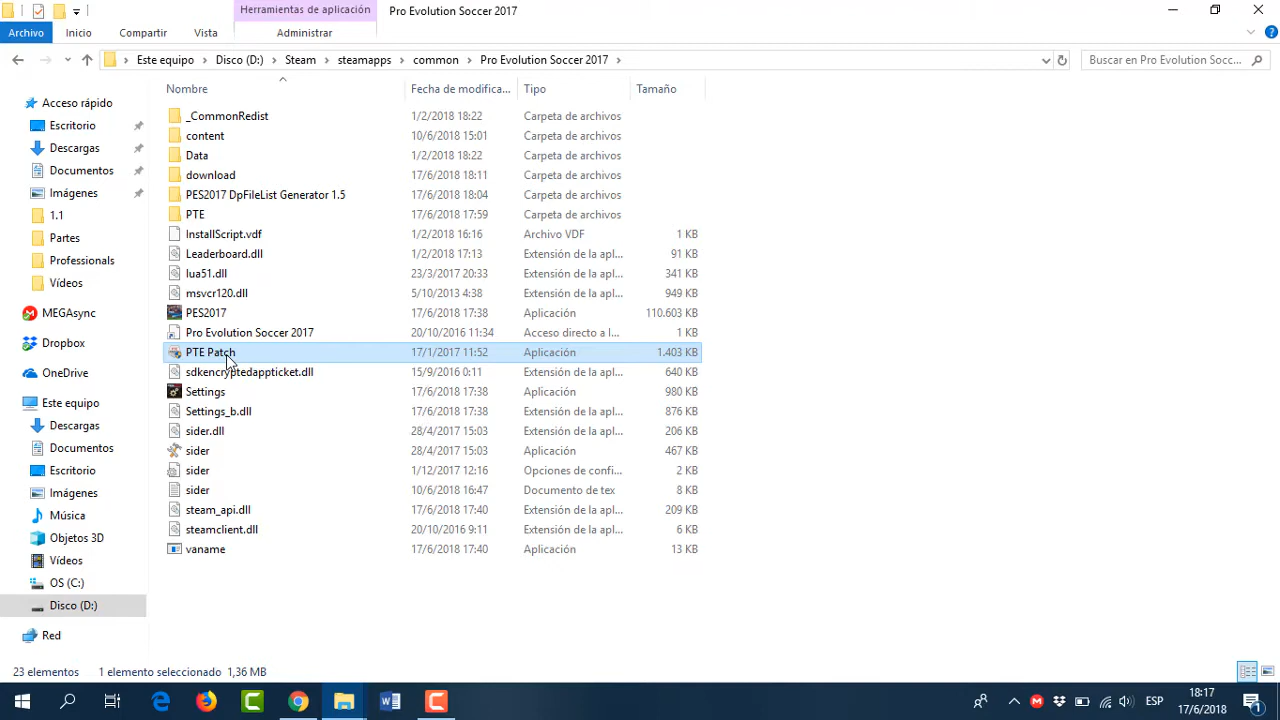 Herramientas de aplicación
Pro Evolution Soccer 2017
Archivo
Inicio
Compartir
Vista
Administrar
Este equipo
Disco (D:)
Steam
steamapps
common
Pro Evolution Soccer 2017
Buscar en Pro Evolution Socc...
Nombre
Fecha de modifica...
Tipo
Tamaño
Acceso rápido
Escritorio
Descargas
Documentos
Imágenes
1.1
Partes
Professionals
Vídeos
MEGAsync
Dropbox
OneDrive
Este equipo
Descargas
Documentos
Escritorio
Imágenes
Música
Objetos 3D
Vídeos
OS (C:)
Disco (D:)
Red
_CommonRedist 1/2/2018 18:22 Carpeta de archivos
content 10/6/2018 15:01 Carpeta de archivos
Data 1/2/2018 18:22 Carpeta de archivos
download 17/6/2018 18:11 Carpeta de archivos
PES2017 DpFileList Generator 1.5 17/6/2018 18:04 Carpeta de archivos
PTE 17/6/2018 17:59 Carpeta de archivos
InstallScript.vdf 1/2/2018 16:16 Archivo VDF 1 KB
Leaderboard.dll 1/2/2018 17:13 Extensión de la apl... 91 KB
lua51.dll 23/3/2017 20:33 Extensión de la apl... 341 KB
msvcr120.dll 5/10/2013 4:38 Extensión de la apl... 949 KB
PES2017 17/6/2018 17:38 Aplicación 110.603 KB
Pro Evolution Soccer 2017 20/10/2016 11:34 Acceso directo a l... 1 KB
PTE Patch 17/1/2017 11:52 Aplicación 1.403 KB
sdkencryptedappticket.dll 15/9/2016 0:11 Extensión de la apl... 640 KB
Settings 17/6/2018 17:38 Aplicación 980 KB
Settings_b.dll 17/6/2018 17:38 Extensión de la apl... 876 KB
sider.dll 28/4/2017 15:03 Extensión de la apl... 206 KB
sider 28/4/2017 15:03 Aplicación 467 KB
sider 1/12/2017 12:16 Opciones de confi... 2 KB
sider 10/6/2018 16:47 Documento de tex 8 KB
steam_api.dll 17/6/2018 17:40 Extensión de la apl... 209 KB
steamclient.dll 20/10/2016 9:11 Extensión de la apl... 6 KB
vaname 17/6/2018 17:40 Aplicación 13 KB
23 elementos 1 elemento seleccionado 1,36 MB
ESP
18:17
17/6/2018
1